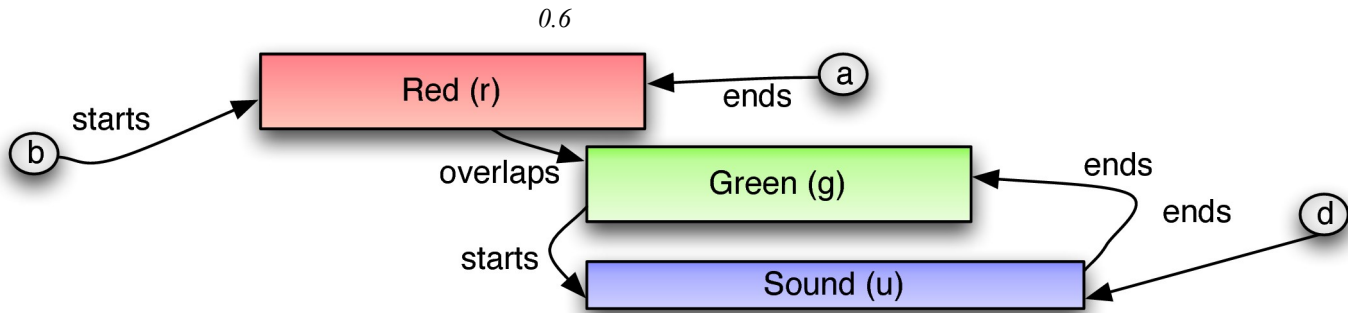 0.6
Red (r)
a
ends
starts
b
overlaps
Green (g)
ends
ends
d
starts
Sound (u)